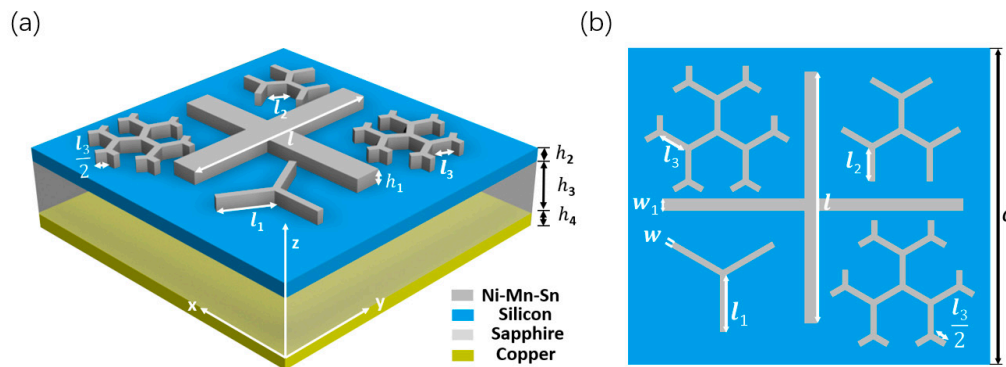 (a)
(b)
l₂
l
l₃/2
l₃
h₁
h₂
h₃
h₄
l₁
z
x
y
Ni-Mn-Sn
Silicon
Sapphire
Copper
l₃
l₂
w₁
l
w
l₁
l₃/2